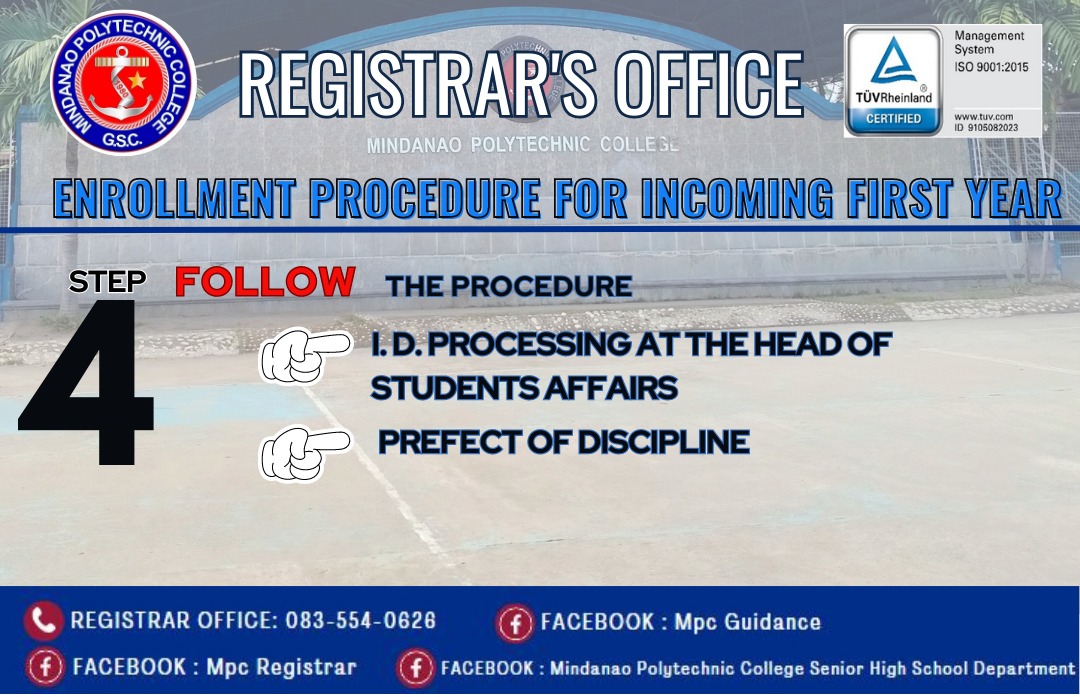 MINDANAO POLYTECHNIC COLLEGE
1980
G.S.C.
REGISTRAR'S OFFICE
TÜVRheinland®
CERTIFIED
Management
System
ISO 9001:2015
www.tuv.com
ID 9105082023
MINDANAO POLYTECHNIC COLLEGE
ENROLLMENT PROCEDURE FOR INCOMING FIRST YEAR
STEP
4
FOLLOW THE PROCEDURE
I. D. PROCESSING AT THE HEAD OF
STUDENTS AFFAIRS
PREFECT OF DISCIPLINE
REGISTRAR OFFICE: 083-554-0626
FACEBOOK : Mpc Guidance
FACEBOOK : Mpc Registrar
FACEBOOK : Mindanao Polytechnic College Senior High School Department